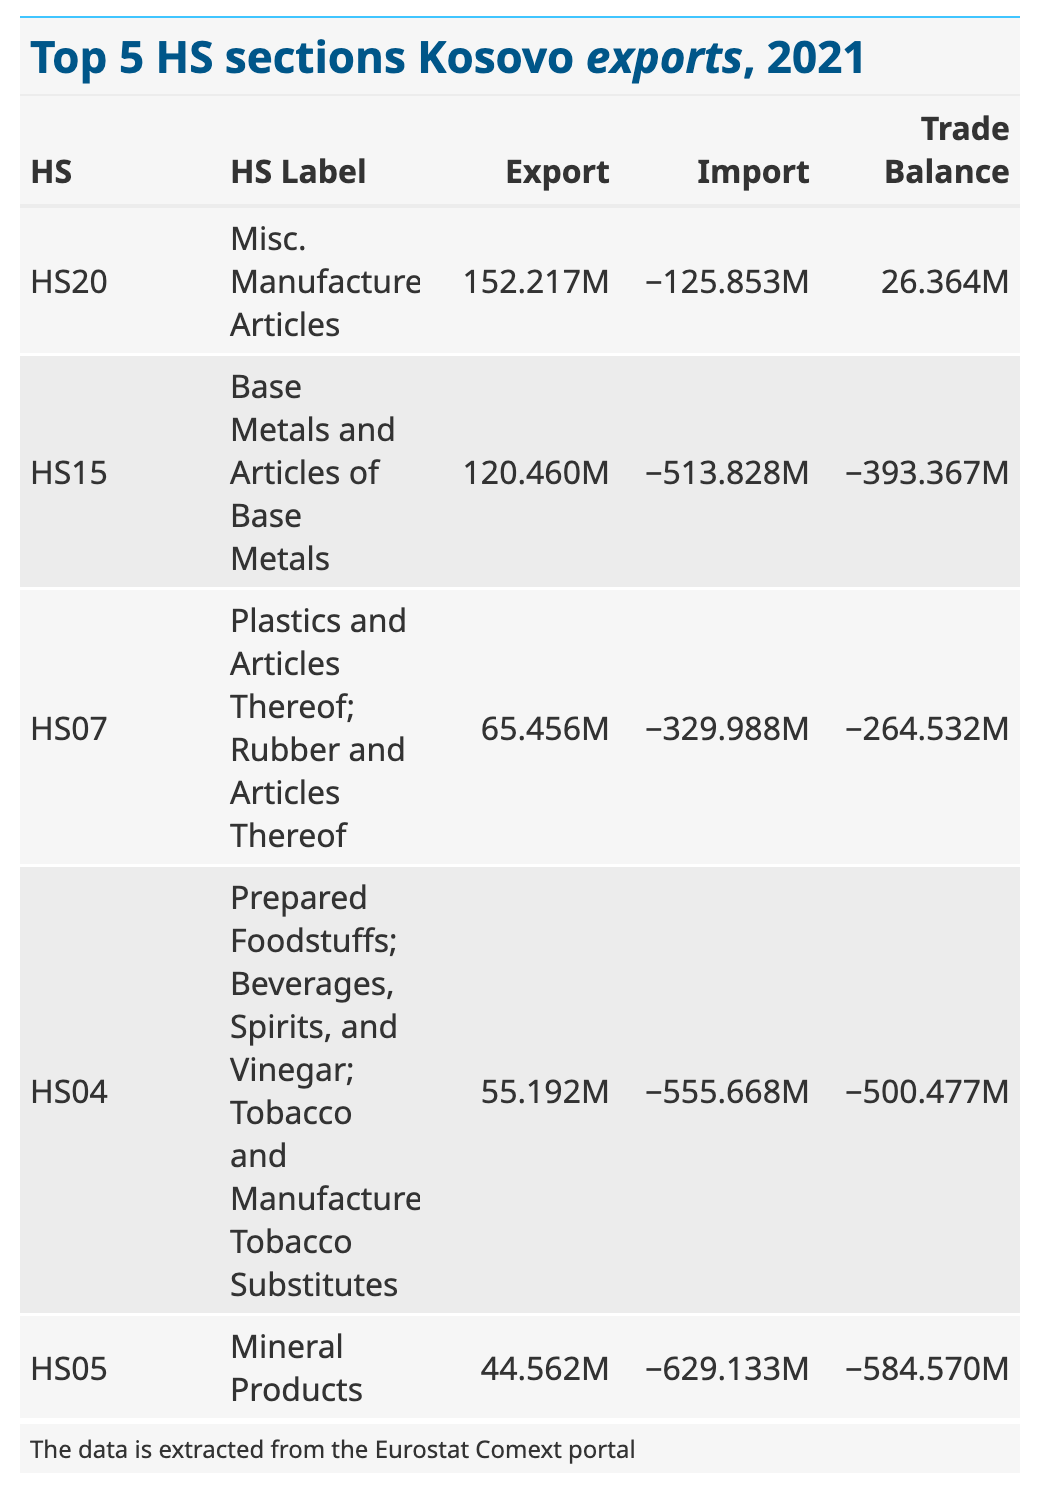 Top 5 HS sections Kosovo exports, 2021
HS HS Label Export Import Trade Balance
HS20
Misc.
Manufacture
Articles
152.217M −125.853M 26.364M
HS15
Base
Metals and
Articles of
Base
Metals
120.460M −513.828M −393.367M
HS07
Plastics and
Articles
Thereof;
Rubber and
Articles
Thereof
65.456M −329.988M −264.532M
HS04
Prepared
Foodstuffs;
Beverages,
Spirits, and
Vinegar;
Tobacco
and
Manufacture
Tobacco
Substitutes
55.192M −555.668M −500.477M
HS05
Mineral
Products
44.562M −629.133M −584.570M
The data is extracted from the Eurostat Comext portal